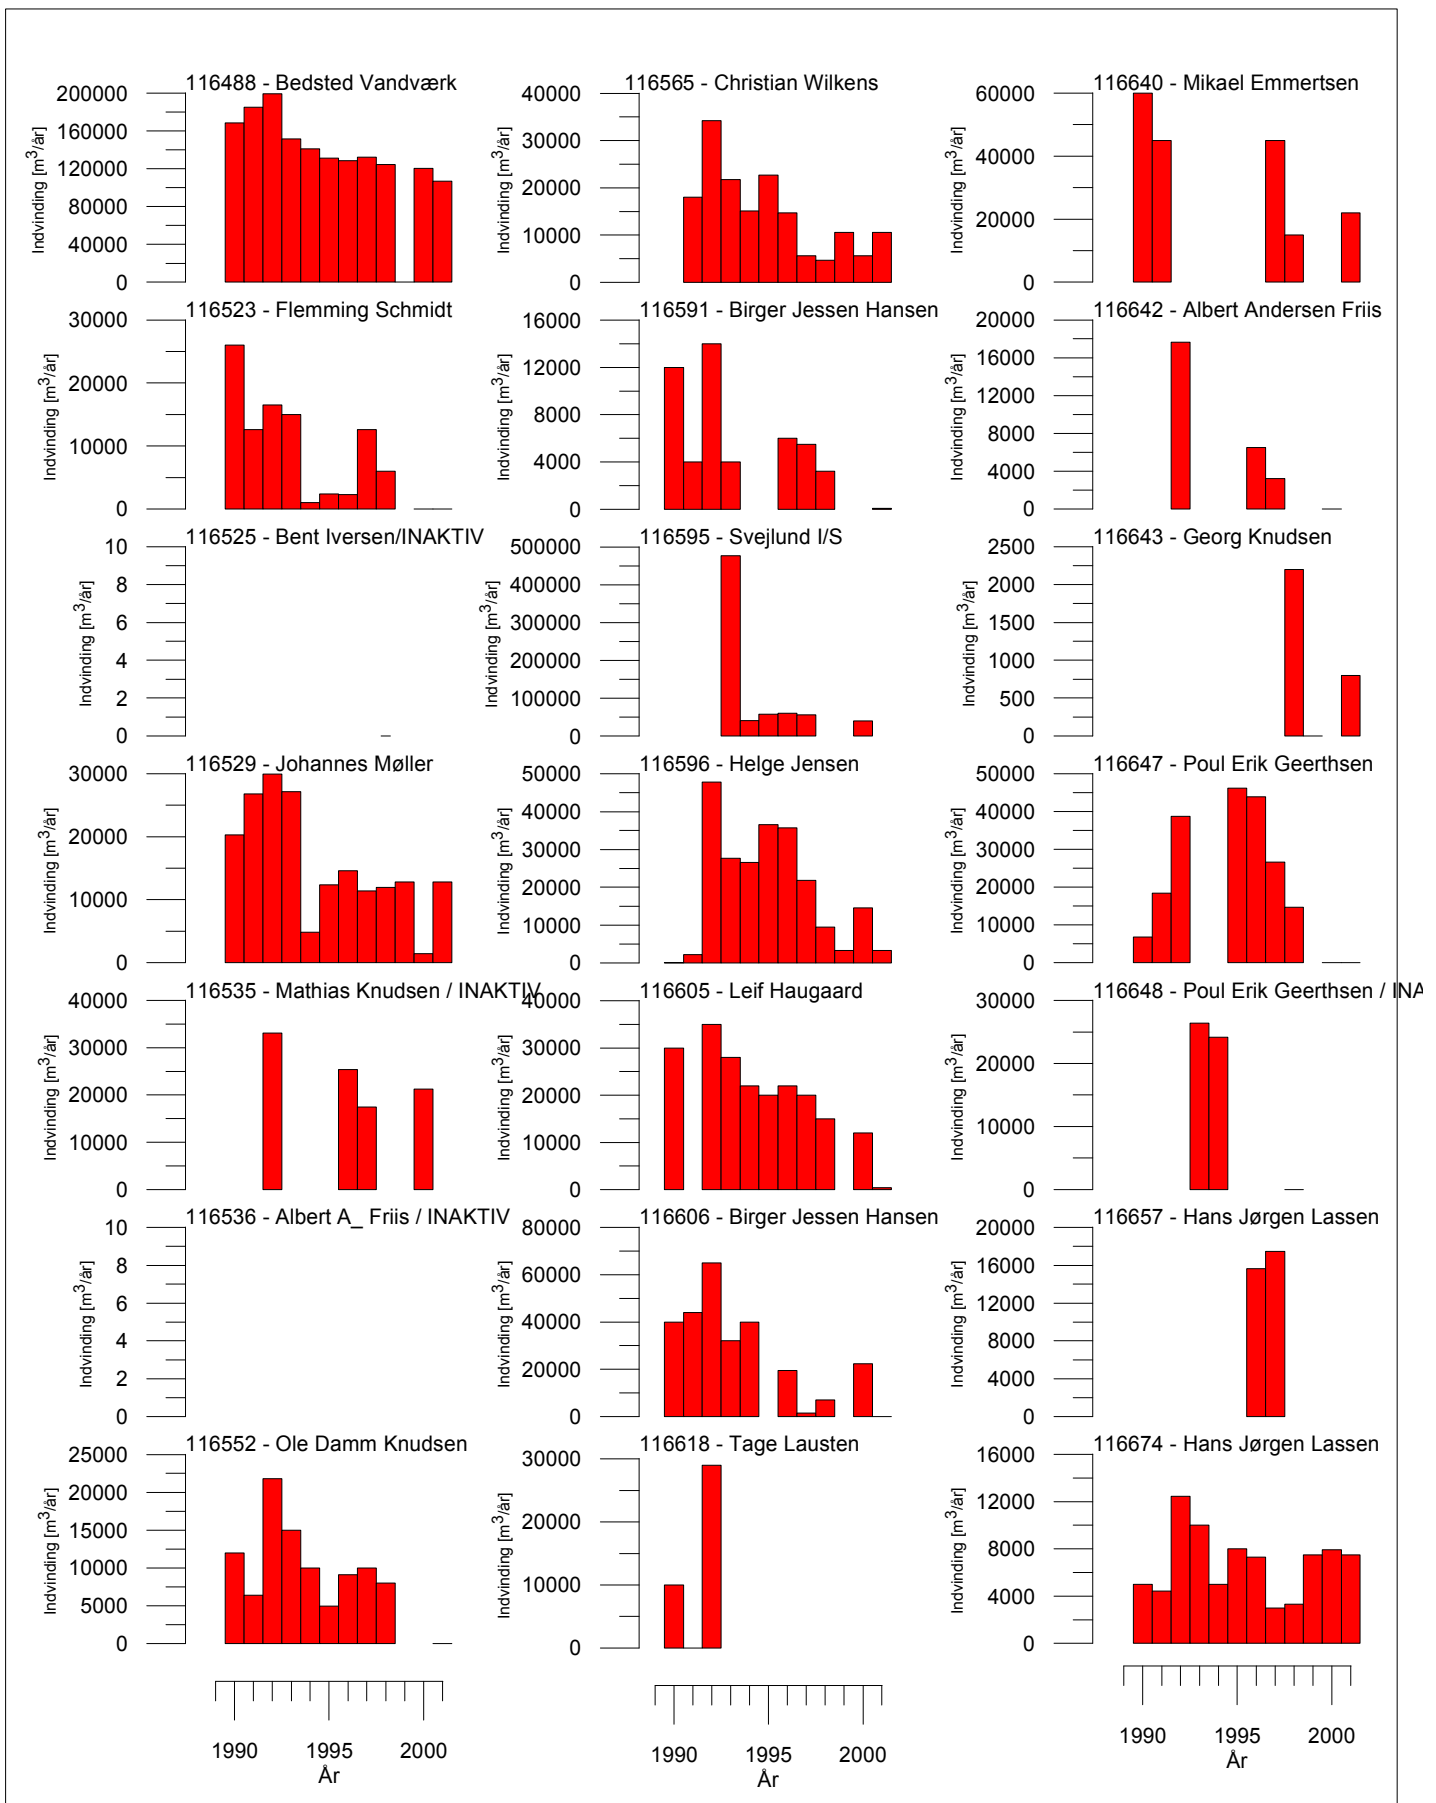 116488 - Bedsted Vandværk
200000
160000
120000
80000
40000
0
Indvinding [m3/år]
116565 - Christian Wilkens
40000
30000
20000
10000
0
Indvinding [m3/år]
116640 - Mikael Emmertsen
60000
40000
20000
0
Indvinding [m3/år]
116523 - Flemming Schmidt
30000
20000
10000
0
Indvinding [m3/år]
116591 - Birger Jessen Hansen
16000
12000
8000
4000
0
Indvinding [m3/år]
116642 - Albert Andersen Friis
20000
16000
12000
8000
4000
0
Indvinding [m3/år]
116525 - Bent Iversen/INAKTIV
10
8
6
4
2
0
Indvinding [m3/år]
116595 - Svejlund I/S
500000
400000
300000
200000
100000
0
Indvinding [m3/år]
116643 - Georg Knudsen
2500
2000
1500
1000
500
0
Indvinding [m3/år]
116529 - Johannes Møller
30000
20000
10000
0
Indvinding [m3/år]
116596 - Helge Jensen
50000
40000
30000
20000
10000
0
Indvinding [m3/år]
116647 - Poul Erik Geerthsen
50000
40000
30000
20000
10000
0
Indvinding [m3/år]
116535 - Mathias Knudsen / INAKTIV
40000
30000
20000
10000
0
Indvinding [m3/år]
116605 - Leif Haugaard
40000
30000
20000
10000
0
Indvinding [m3/år]
116648 - Poul Erik Geerthsen / INA
30000
20000
10000
0
Indvinding [m3/år]
116536 - Albert A_ Friis / INAKTIV
10
8
6
4
2
0
Indvinding [m3/år]
116606 - Birger Jessen Hansen
80000
60000
40000
20000
0
Indvinding [m3/år]
116657 - Hans Jørgen Lassen
20000
16000
12000
8000
4000
0
Indvinding [m3/år]
116552 - Ole Damm Knudsen
25000
20000
15000
10000
5000
0
Indvinding [m3/år]
116618 - Tage Lausten
30000
20000
10000
0
Indvinding [m3/år]
116674 - Hans Jørgen Lassen
16000
12000
8000
4000
0
Indvinding [m3/år]
1990 1995 2000
År
1990 1995 2000
År
1990 1995 2000
År